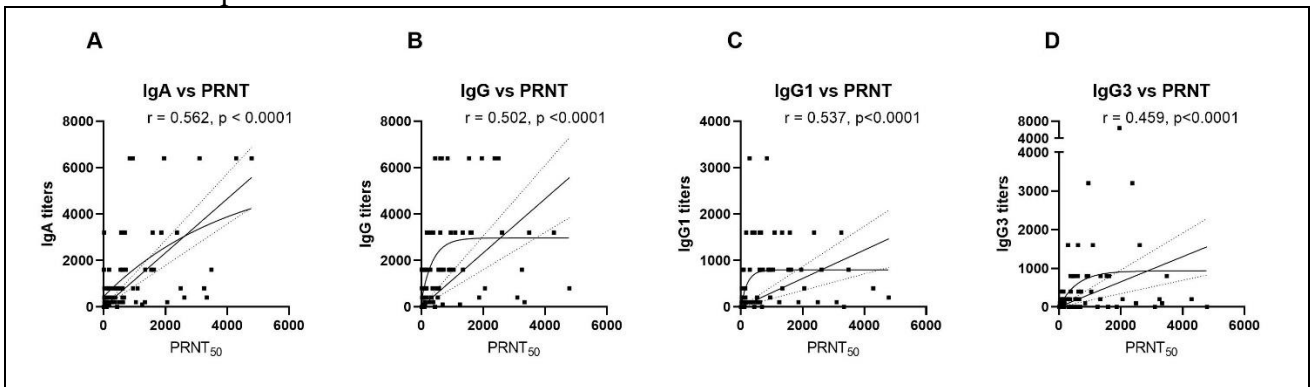 A
B
C
D
IgA vs PRNT
r = 0.562, p < 0.0001
8000
6000
4000
2000
0
IgA titers
0
2000
4000
6000
PRNT50
IgG vs PRNT
r = 0.502, p <0.0001
8000
6000
4000
2000
0
IgG titers
0
2000
4000
6000
PRNT50
IgG1 vs PRNT
r = 0.537, p<0.0001
4000
3000
2000
1000
0
IgG1 titers
0
2000
4000
6000
PRNT50
IgG3 vs PRNT
r = 0.459, p<0.0001
8000
4000
4000
3000
2000
1000
0
IgG3 titers
0
2000
4000
6000
PRNT50